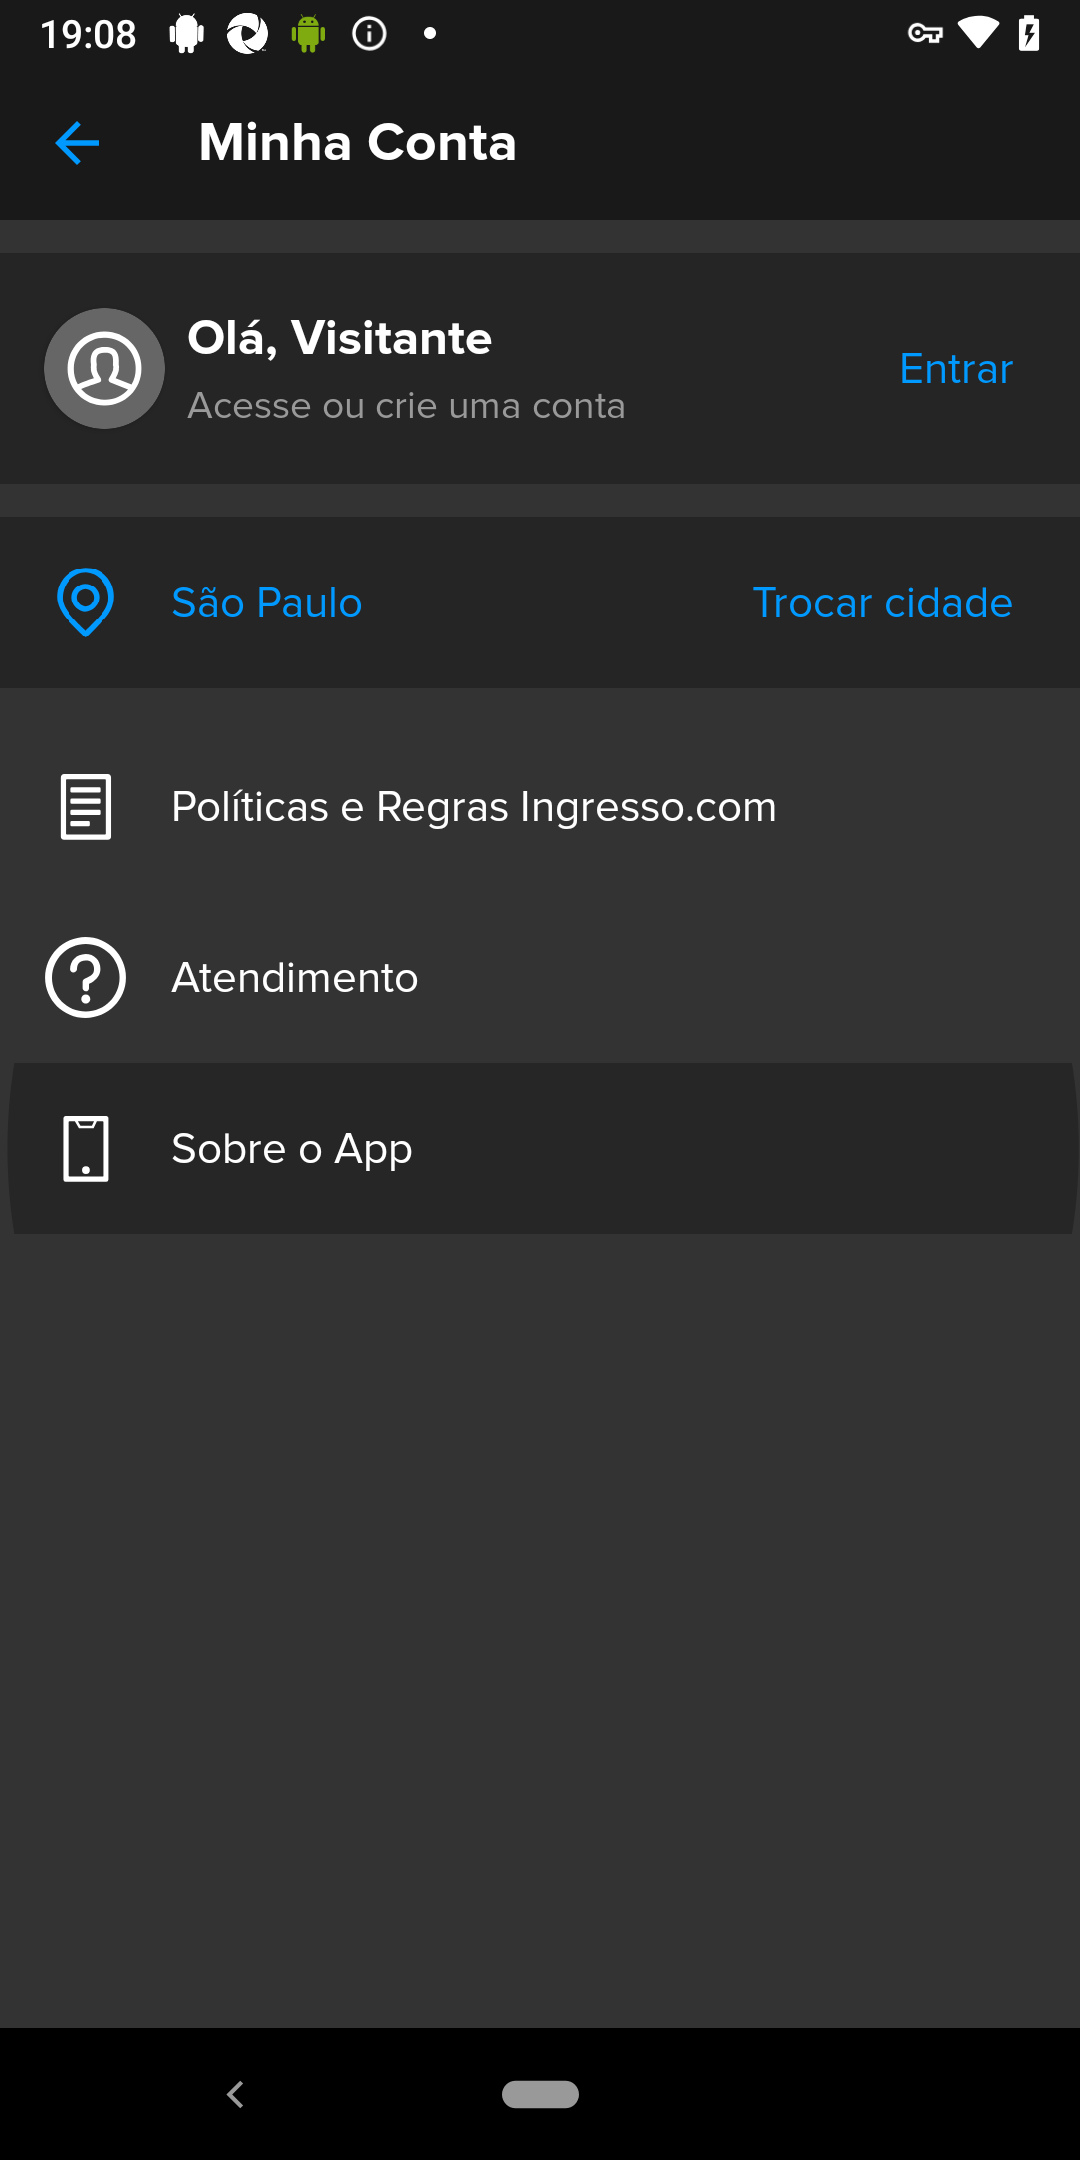 19:08
Minha Conta
Olá, Visitante
Acesse ou crie uma conta
Entrar
São Paulo
Trocar cidade
Políticas e Regras Ingresso.com
Atendimento
Sobre o App